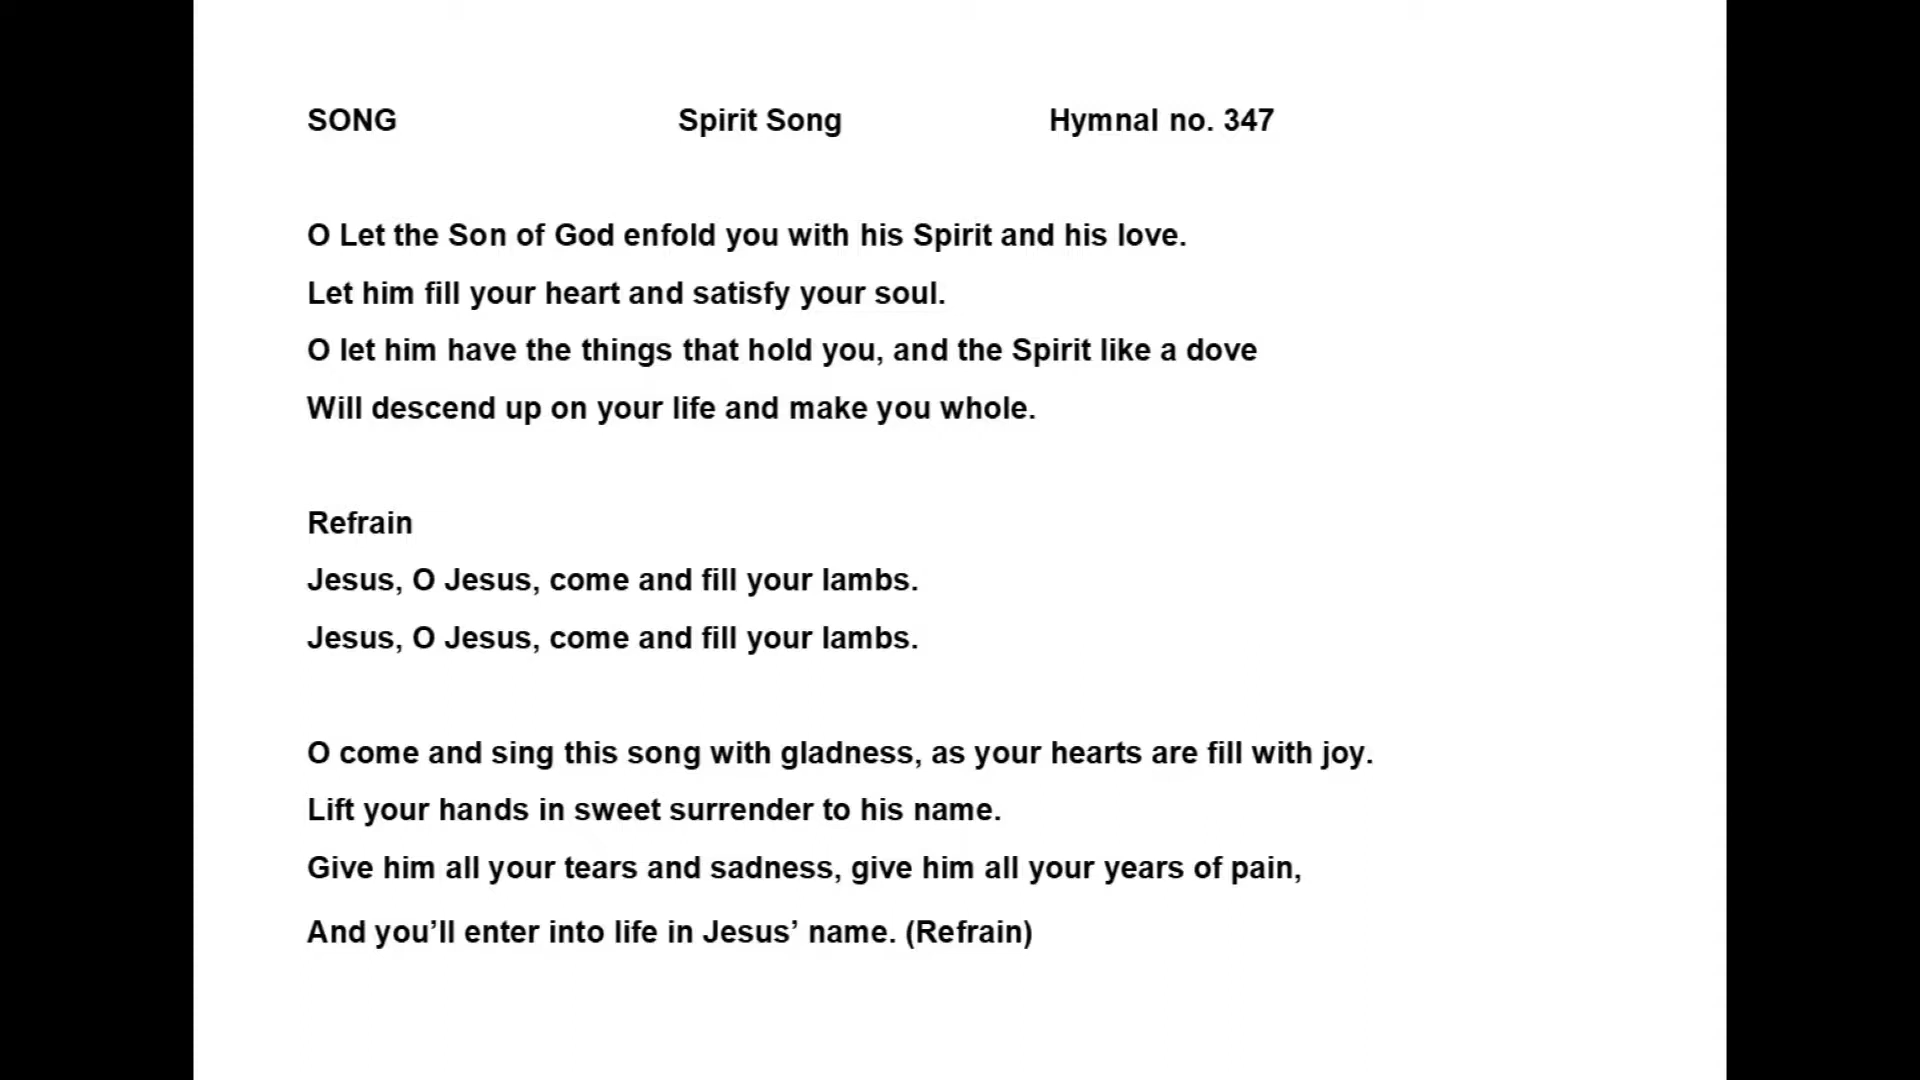 SONG Spirit Song Hymnal no. 347
O Let the Son of God enfold you with his Spirit and his love.
Let him fill your heart and satisfy your soul.
O let him have the things that hold you, and the Spirit like a dove
Will descend up on your life and make you whole.
Refrain
Jesus, O Jesus, come and fill your lambs.
Jesus, O Jesus, come and fill your lambs.
O come and sing this song with gladness, as your hearts are fill with joy.
Lift your hands in sweet surrender to his name.
Give him all your tears and sadness, give him all your years of pain,
And you’ll enter into life in Jesus’ name. (Refrain)